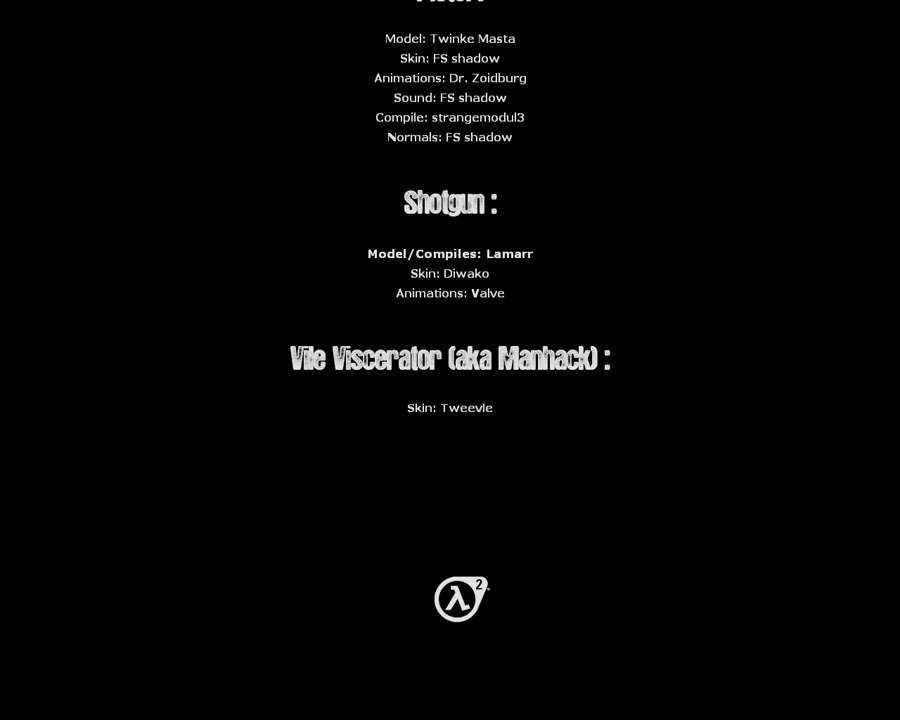 Model: Twinke Masta
Skin: FS shadow
Animations: Dr. Zoidburg
Sound: FS shadow
Compile: strangemodul3
Normals: FS shadow
Shotgun :
Model/Compiles: Lamarr
Skin: Diwako
Animations: Valve
Vile Viscerator (aka Manhack) :
Skin: Tweevle
λ2